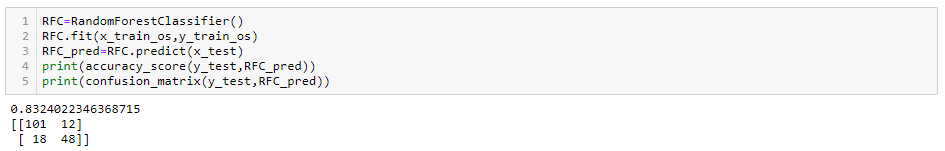 1 RFC=RandomForestClassifier()
2 RFC.fit(x_train_os,y_train_os)
3 RFC_pred=RFC.predict(x_test)
4 print(accuracy_score(y_test,RFC_pred))
5 print(confusion_matrix(y_test,RFC_pred))
0.8324022346368715
[[101  12]
 [ 18  48]]